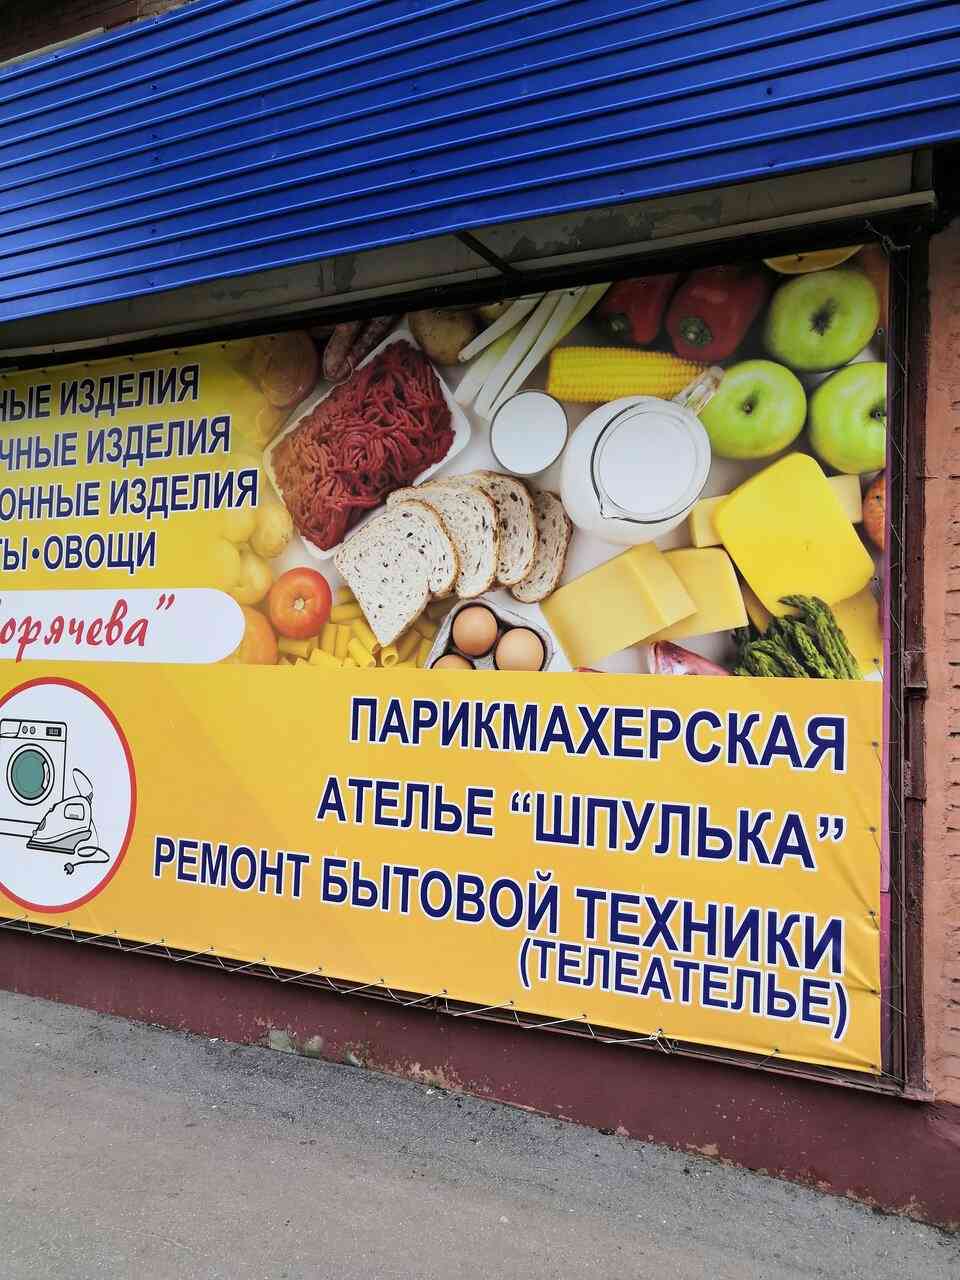 НЫЕ ИЗДЕЛИЯ
ЧНЫЕ ИЗДЕЛИЯ
ОННЫЕ ИЗДЕЛИЯ
ТЫ•ОВОЩИ
орячева”
ПАРИКМАХЕРСКАЯ
АТЕЛЬЕ “ШПУЛЬКА”
РЕМОНТ БЫТОВОЙ ТЕХНИКИ
(ТЕЛЕАТЕЛЬЕ)